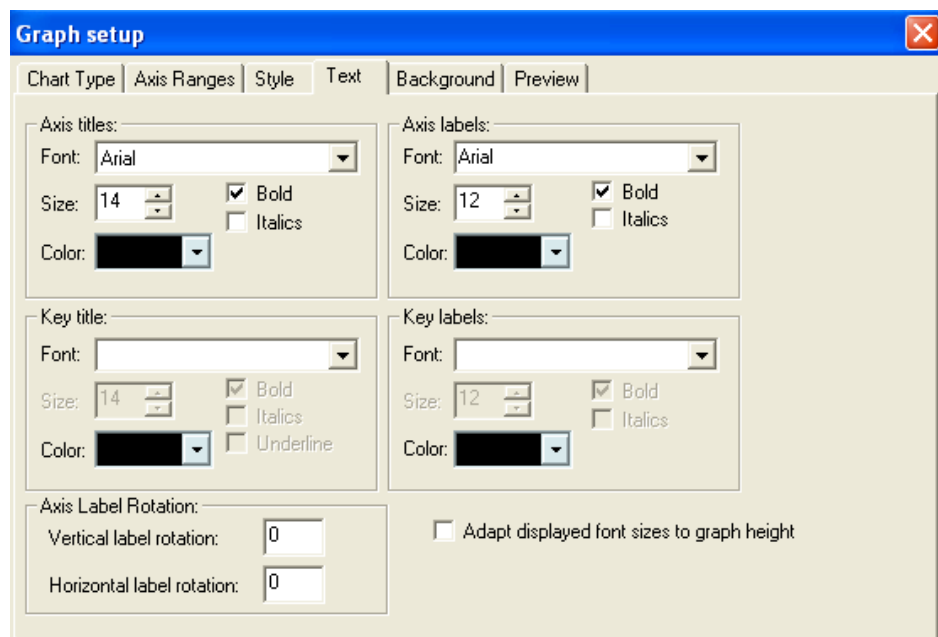 Graph setup
Chart Type Axis Ranges Style Text Background Preview
Axis titles:
Font: Arial
Size: 14 Bold
Italics
Color:
Axis labels:
Font: Arial
Size: 12 Bold
Italics
Color:
Key title:
Font:
Size: 14 Bold
Italics
Underline
Color:
Key labels:
Font:
Size: 12 Bold
Italics
Color:
Axis Label Rotation:
Vertical label rotation: 0
Horizontal label rotation: 0
Adapt displayed font sizes to graph height